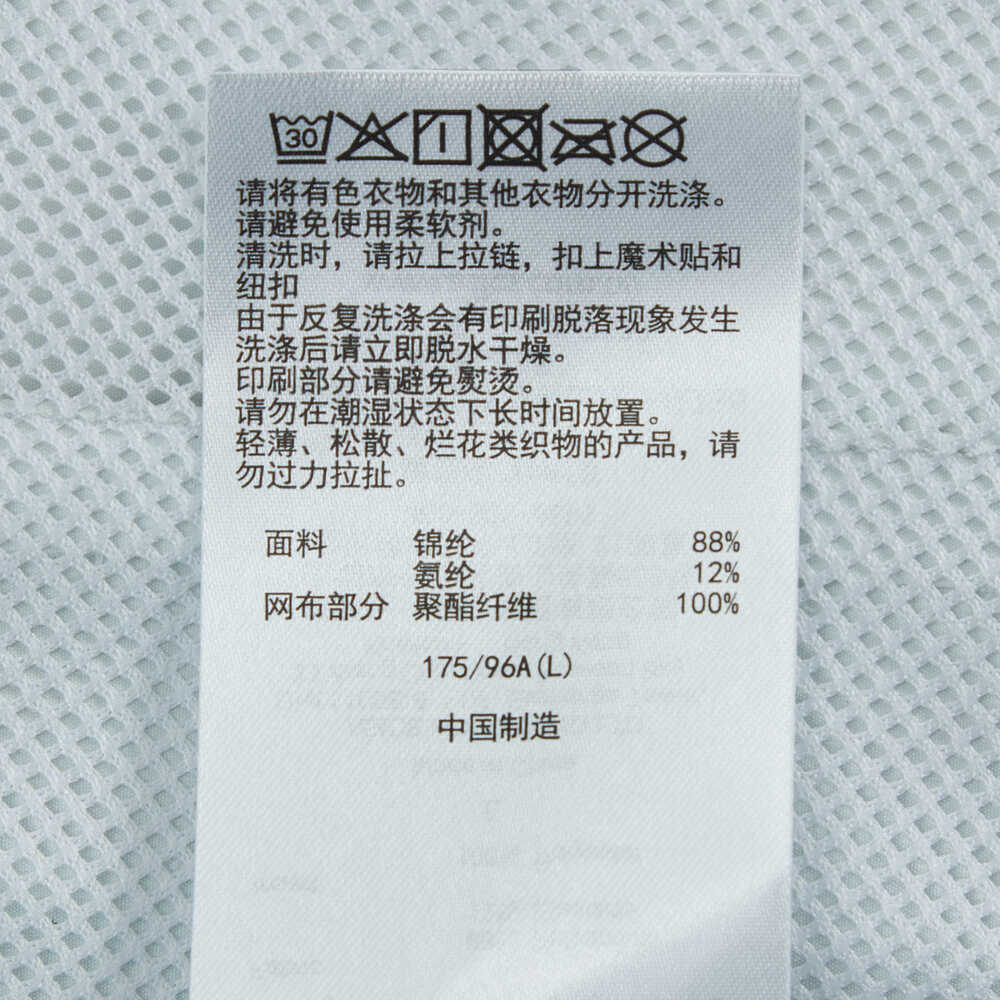 30
请将有色衣物和其他衣物分开洗涤。
请避免使用柔软剂。
清洗时，请拉上拉链，扣上魔术贴和
纽扣
由于反复洗涤会有印刷脱落现象发生
洗涤后请立即脱水干燥。
印刷部分请避免熨烫。
请勿在潮湿状态下长时间放置。
轻薄、松散、烂花类织物的产品，请
勿过力拉扯。
面料 锦纶 88%
氨纶 12%
网布部分 聚酯纤维 100%
175/96A(L)
中国制造